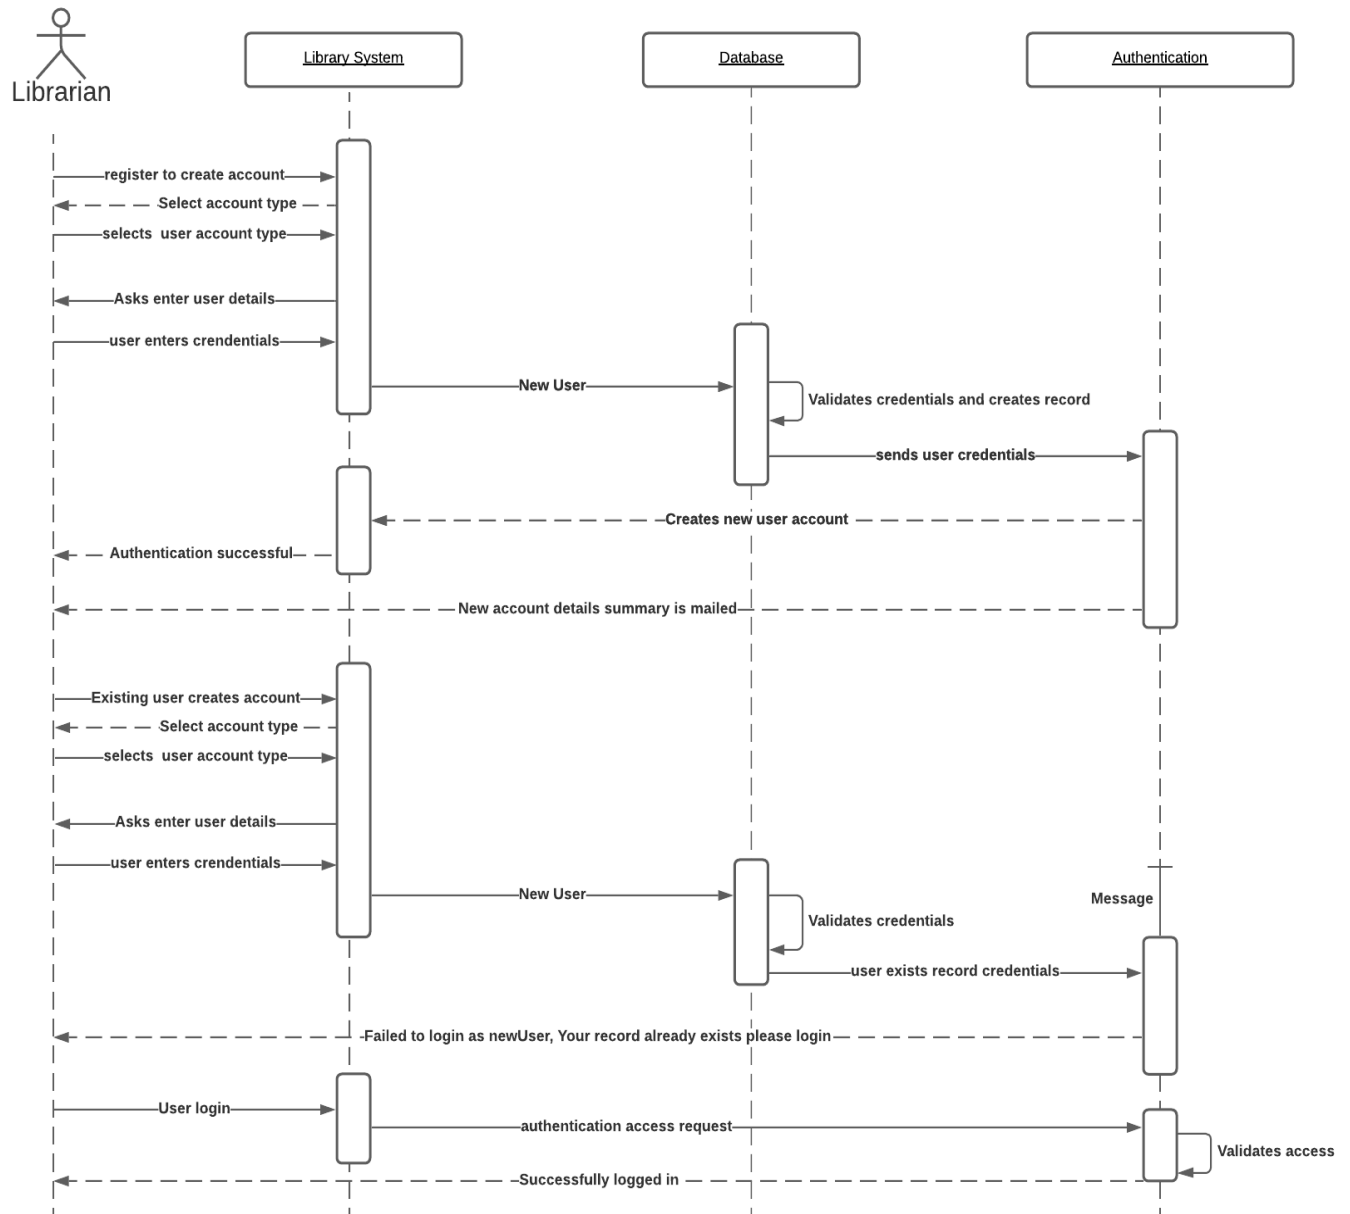 Librarian
Library System
Database
Authentication
register to create account
Select account type
selects  user account type
Asks enter user details
user enters crendentials
New User
Validates credentials and creates record
sends user credentials
Creates new user account
Authentication successful
New account details summary is mailed
Existing user creates account
Select account type
selects  user account type
Asks enter user details
user enters crendentials
New User
Message
Validates credentials
user exists record credentials
Failed to login as newUser, Your record already exists please login
User login
authentication access request
Validates access
Successfully logged in